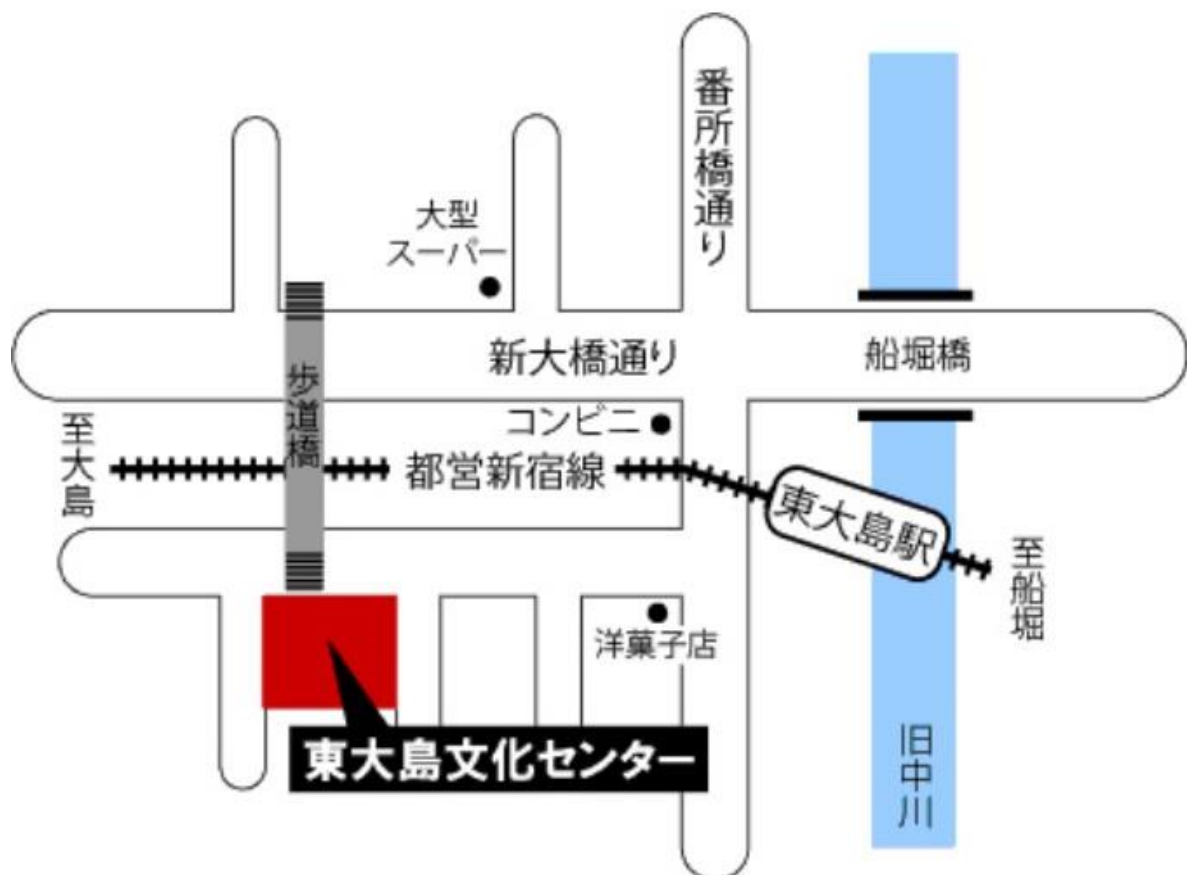 番所橋通り
大型
スーパー
新大橋通り
船堀橋
歩道橋
コンビニ
至大島
都営新宿線
東大島駅
至船堀
洋菓子店
東大島文化センター
旧中川